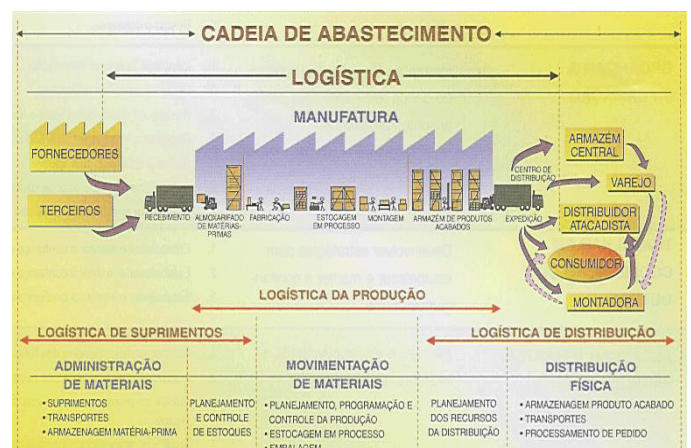 CADEIA DE ABASTECIMENTO
LOGÍSTICA
MANUFATURA
FORNECEDORES
TERCEIROS
RECEBIMENTO
ALMOXARIFADO
DE MATÉRIAS-
PRIMAS
FABRICAÇÃO
ESTOCAGEM
EM PROCESSO
MONTAGEM
ARMAZÉM DE PRODUTOS
ACABADOS
EXPEDIÇÃO
CENTRO DE
DISTRIBUIÇÃO
ARMAZÉM
CENTRAL
VAREJO
DISTRIBUIDOR
ATACADISTA
CONSUMIDOR
MONTADORA
LOGÍSTICA DA PRODUÇÃO
LOGÍSTICA DE SUPRIMENTOS
LOGÍSTICA DE DISTRIBUIÇÃO
ADMINISTRAÇÃO
DE MATERIAIS
• SUPRIMENTOS
• TRANSPORTES
• ARMAZENAGEM MATÉRIA-PRIMA
PLANEJAMENTO
E CONTROLE
DE ESTOQUES
MOVIMENTAÇÃO
DE MATERIAIS
• PLANEJAMENTO, PROGRAMAÇÃO E
CONTROLE DA PRODUÇÃO
• ESTOCAGEM EM PROCESSO
• EMBALAGEM
PLANEJAMENTO
DOS RECURSOS
DA DISTRIBUIÇÃO
DISTRIBUIÇÃO
FÍSICA
• ARMAZENAGEM PRODUTO ACABADO
• TRANSPORTES
• PROCESSAMENTO DE PEDIDO